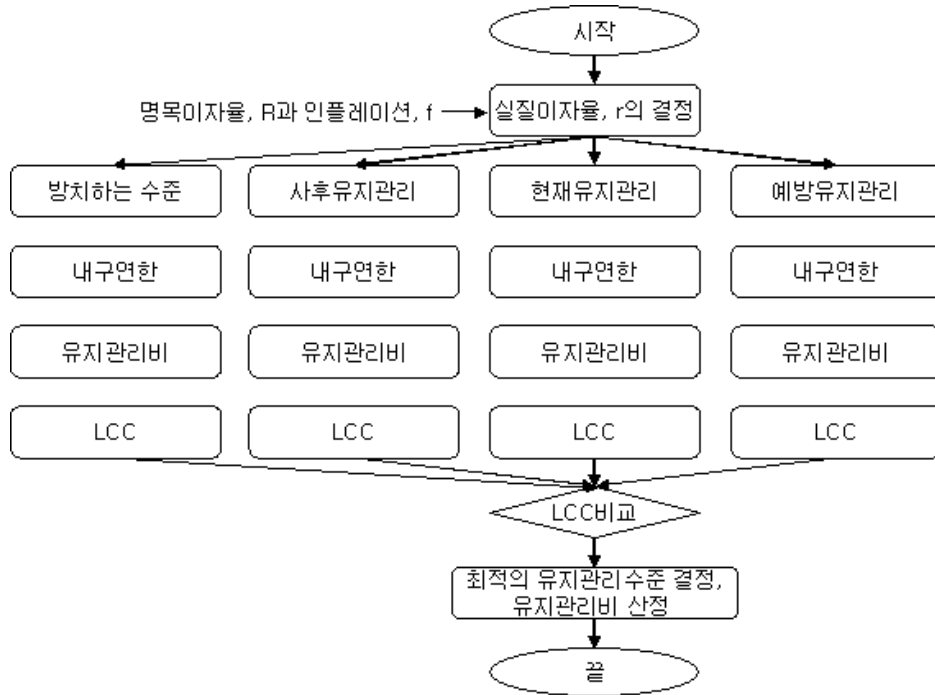 시작
명목이자율, R과 인플레이션, f
실질이자율, r의 결정
방치하는 수준
사후유지관리
현재유지관리
예방유지관리
내구연한
내구연한
내구연한
내구연한
유지관리비
유지관리비
유지관리비
유지관리비
LCC
LCC
LCC
LCC
LCC비교
최적의 유지관리수준 결정,
유지관리비 산정
끝